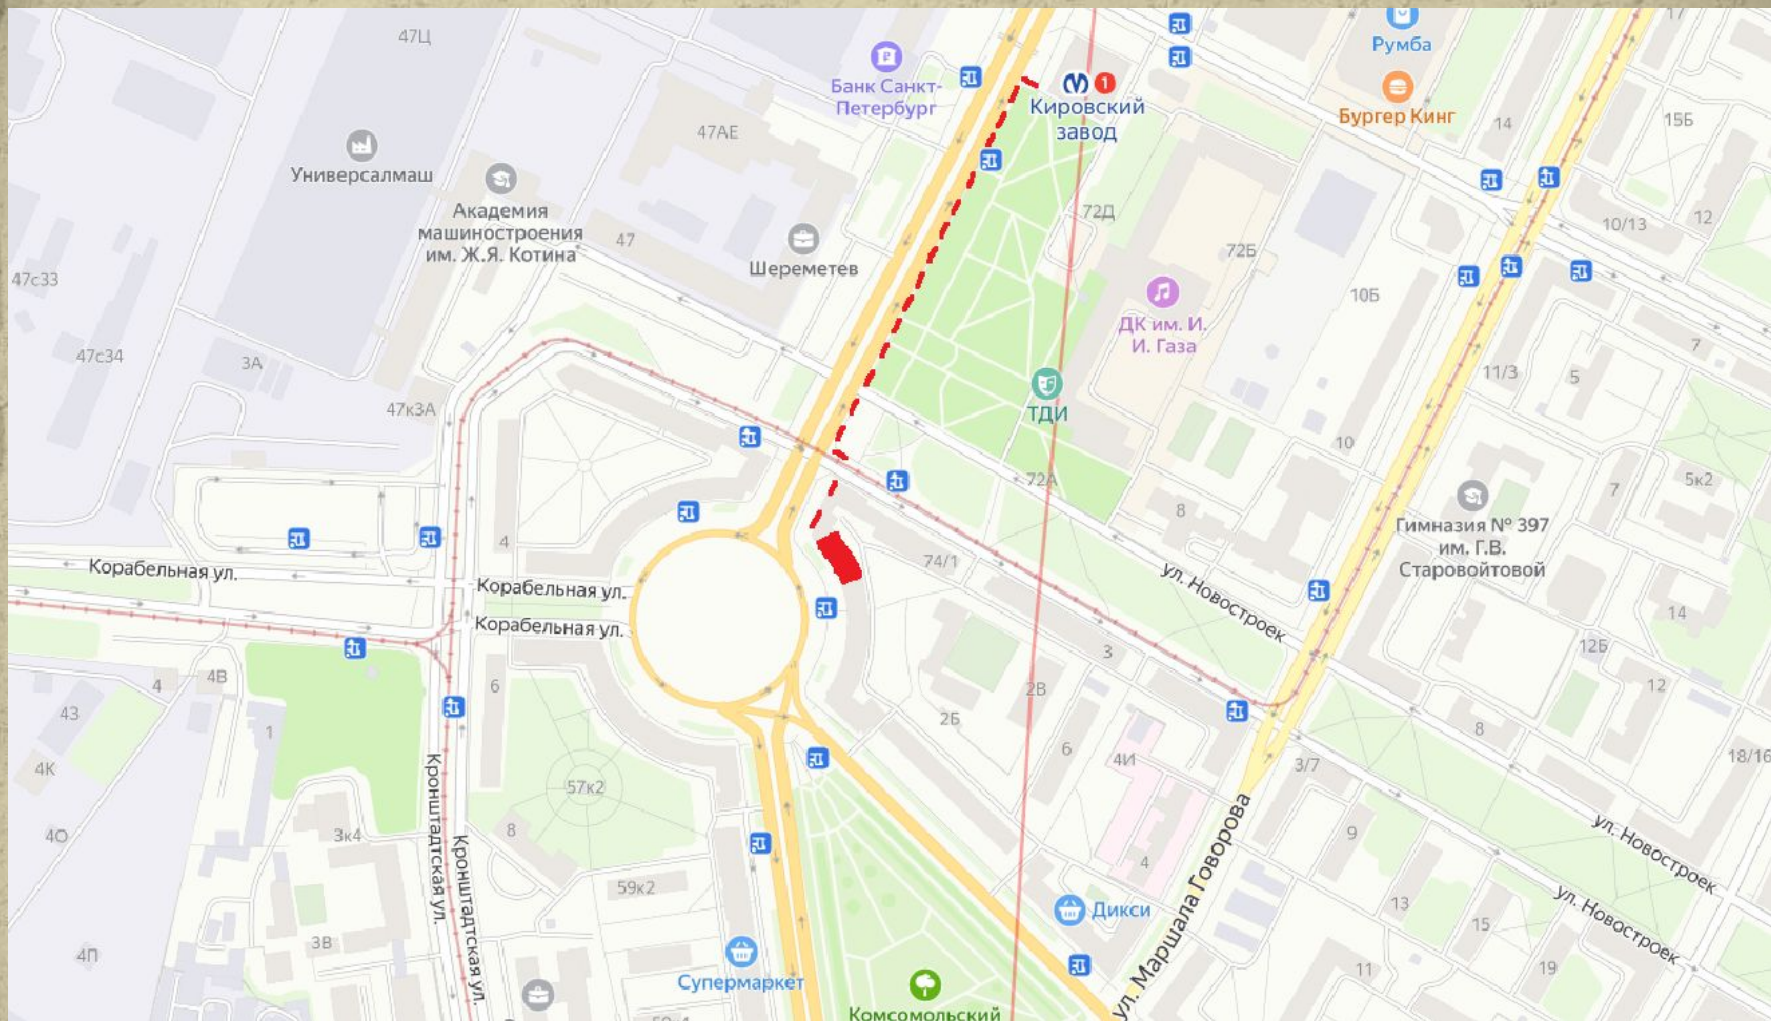 47Ц
17
Румба
Банк Санкт-
Петербург
1
Кировский
завод
Бургер Кинг
14
15Б
47АЕ
Универсалмаш
Академия
машиностроения
им. Ж.Я. Котина
47
Шереметев
72Д
72Б
10/13
12
47с33
10Б
ДК им. И.
И. Газа
47с34
3А
47к3А
7
11/3
5
ТДИ
10
72А
8
Гимназия № 397
им. Г.В.
Старовойтовой
7
5к2
4
74/1
Корабельная ул.
Корабельная ул.
Корабельная ул.
ул. Новостроек
14
12Б
3
4
4В
6
2В
12
43
1
2Б
6
4И
8
3/7
18/16
4К
57к2
Кронштадтская ул.
Кронштадтская ул.
4О
3к4
8
9
4
ул. Маршала Говорова
ул. Новостроек
59к2
Дикси
13
15
ул. Новостроек
3В
4П
Супермаркет
11
19
Комсомольский